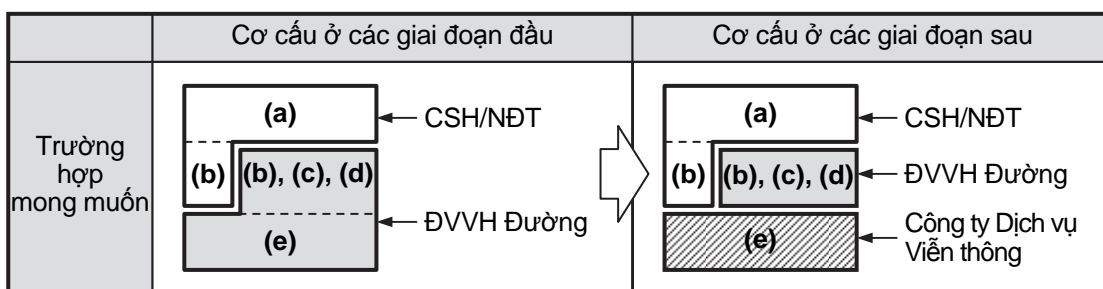 Cơ cấu ở các giai đoạn đầu
Cơ cấu ở các giai đoạn sau
Trường
hợp
mong muốn
(a)
(b)
(b), (c), (d)
(e)
CSH/NĐT
ĐVVH Đường
(a)
(b)
(b), (c), (d)
(e)
CSH/NĐT
ĐVVH Đường
Công ty Dịch vụ
Viễn thông